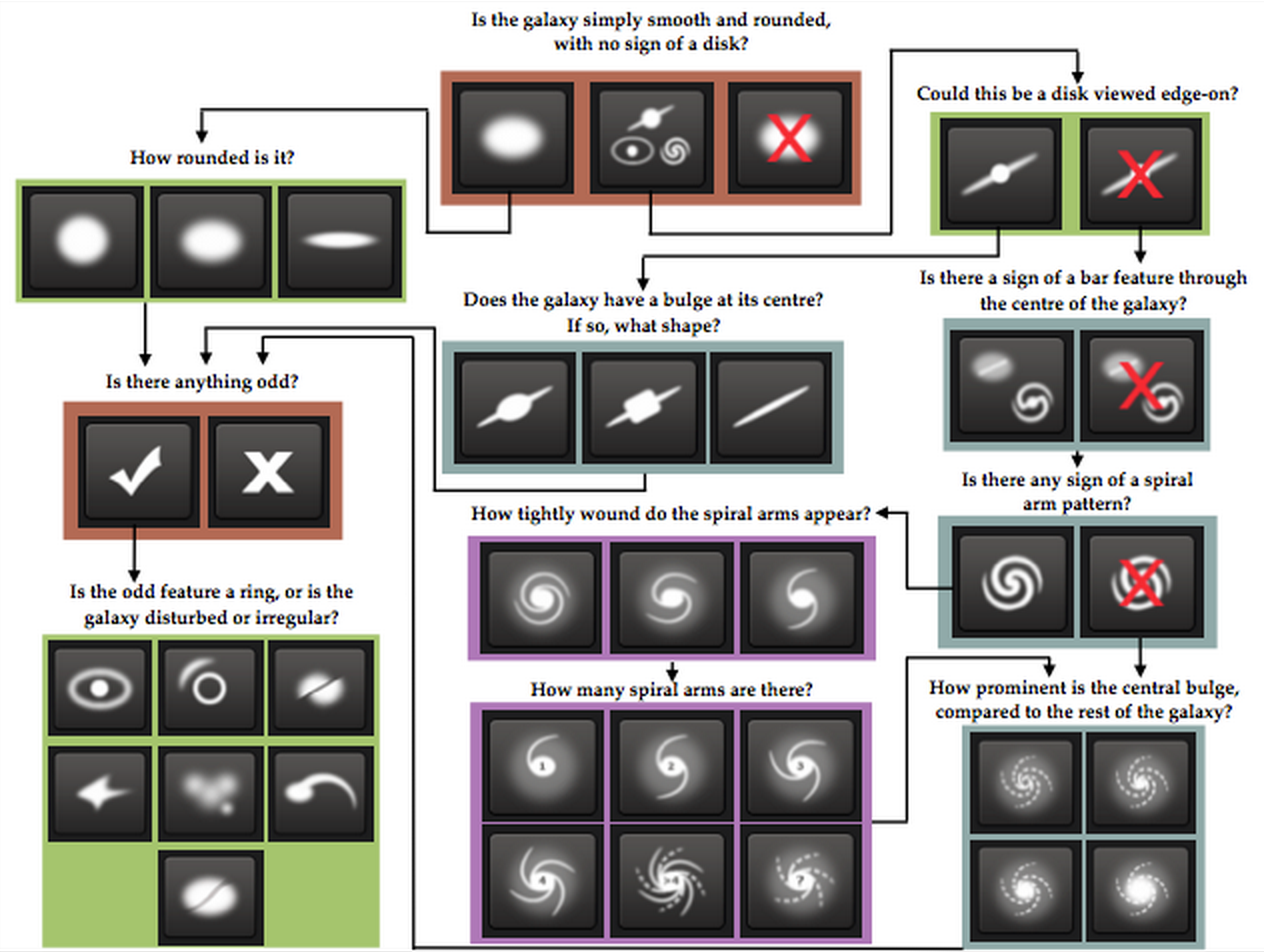 Is the galaxy simply smooth and rounded,
with no sign of a disk?
Could this be a disk viewed edge-on?
How rounded is it?
Is there a sign of a bar feature through
the centre of the galaxy?
Does the galaxy have a bulge at its centre?
If so, what shape?
Is there anything odd?
Is there any sign of a spiral
arm pattern?
How tightly wound do the spiral arms appear?
Is the odd feature a ring, or is the
galaxy disturbed or irregular?
How many spiral arms are there?
How prominent is the central bulge,
compared to the rest of the galaxy?
1
2
3
4
?